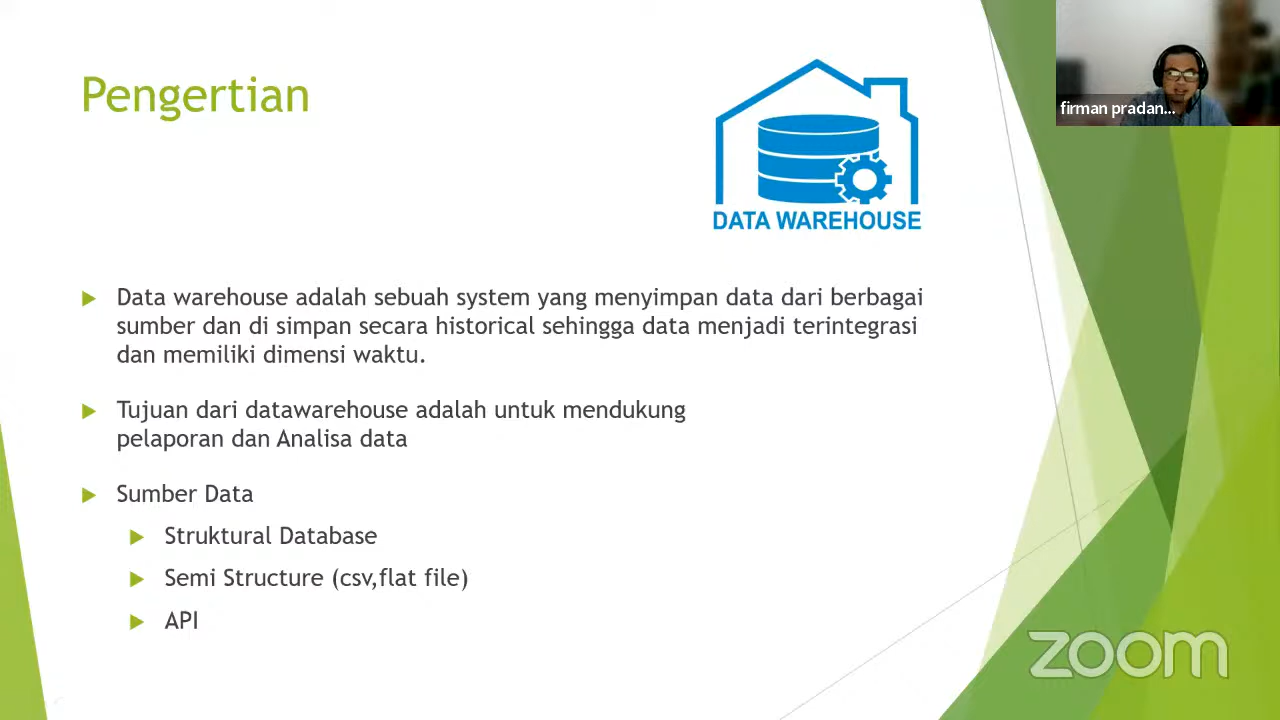 Pengertian
DATA WAREHOUSE
firman pradan...
Data warehouse adalah sebuah system yang menyimpan data dari berbagai
sumber dan di simpan secara historical sehingga data menjadi terintegrasi
dan memiliki dimensi waktu.
Tujuan dari datawarehouse adalah untuk mendukung
pelaporan dan Analisa data
Sumber Data
Struktural Database
Semi Structure (csv,flat file)
API
zoom